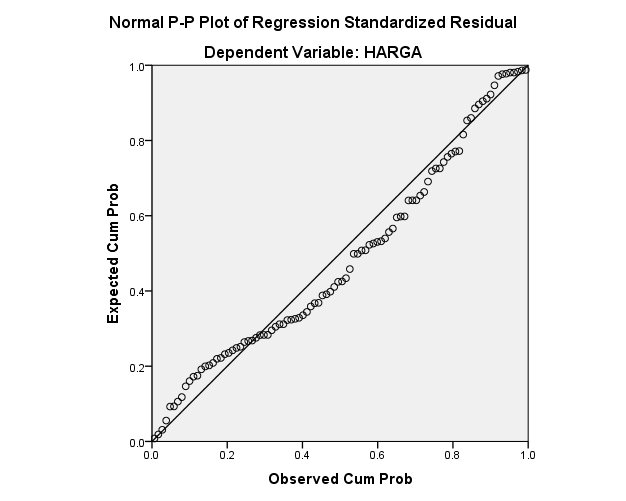 Normal P-P Plot of Regression Standardized Residual
Dependent Variable: HARGA
1.0
0.8
0.6
0.4
0.2
0.0
Expected Cum Prob
0.0 0.2 0.4 0.6 0.8 1.0
Observed Cum Prob